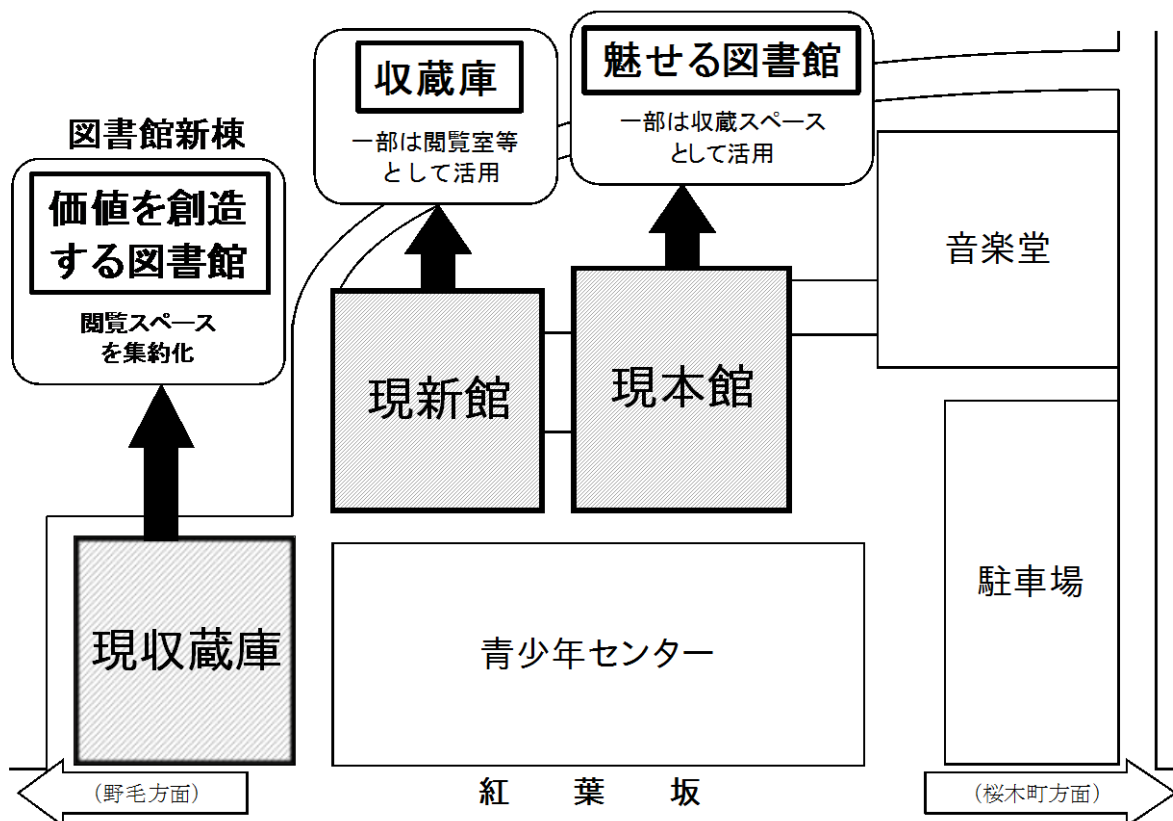 収蔵庫
一部は閲覧室等
として活用
魅せる図書館
一部は収蔵スペース
として活用
図書館新棟
価値を創造
する図書館
閲覧スペース
を集約化
音楽堂
現新館
現本館
駐車場
現収蔵庫
青少年センター
(野毛方面)
紅葉坂
(桜木町方面)